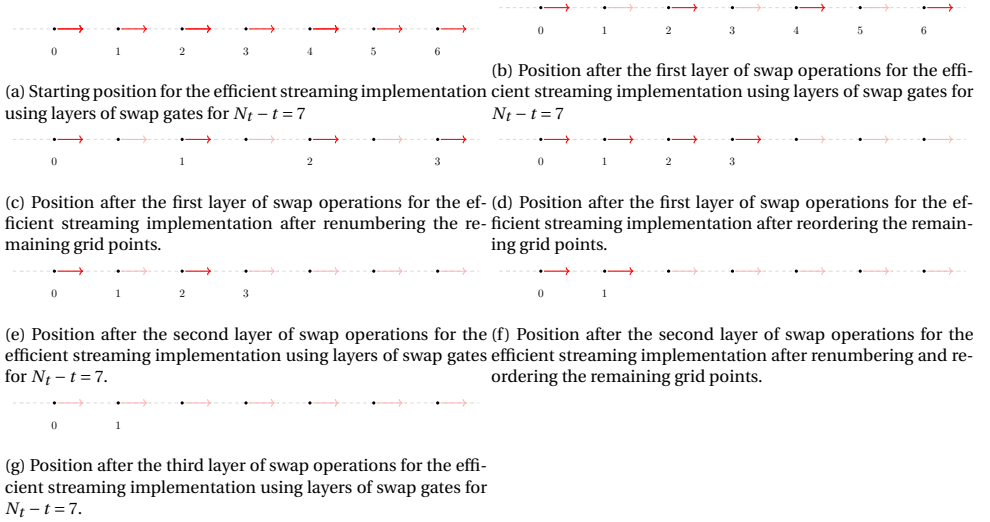 0 1 2 3 4 5 6
(a) Starting position for the efficient streaming implementation
using layers of swap gates for Nₜ − t = 7
0 1 2 3 4 5 6
(b) Position after the first layer of swap operations for the effi-
cient streaming implementation using layers of swap gates for
Nₜ − t = 7
0 1 2 3
(c) Position after the first layer of swap operations for the ef-
ficient streaming implementation after renumbering the re-
maining grid points.
0 1 2 3
(d) Position after the first layer of swap operations for the ef-
ficient streaming implementation after reordering the remain-
ing grid points.
0 1 2 3
(e) Position after the second layer of swap operations for the
efficient streaming implementation using layers of swap gates
for Nₜ − t = 7.
0 1
(f) Position after the second layer of swap operations for the
efficient streaming implementation after renumbering and re-
ordering the remaining grid points.
0 1
(g) Position after the third layer of swap operations for the effi-
cient streaming implementation using layers of swap gates for
Nₜ − t = 7.